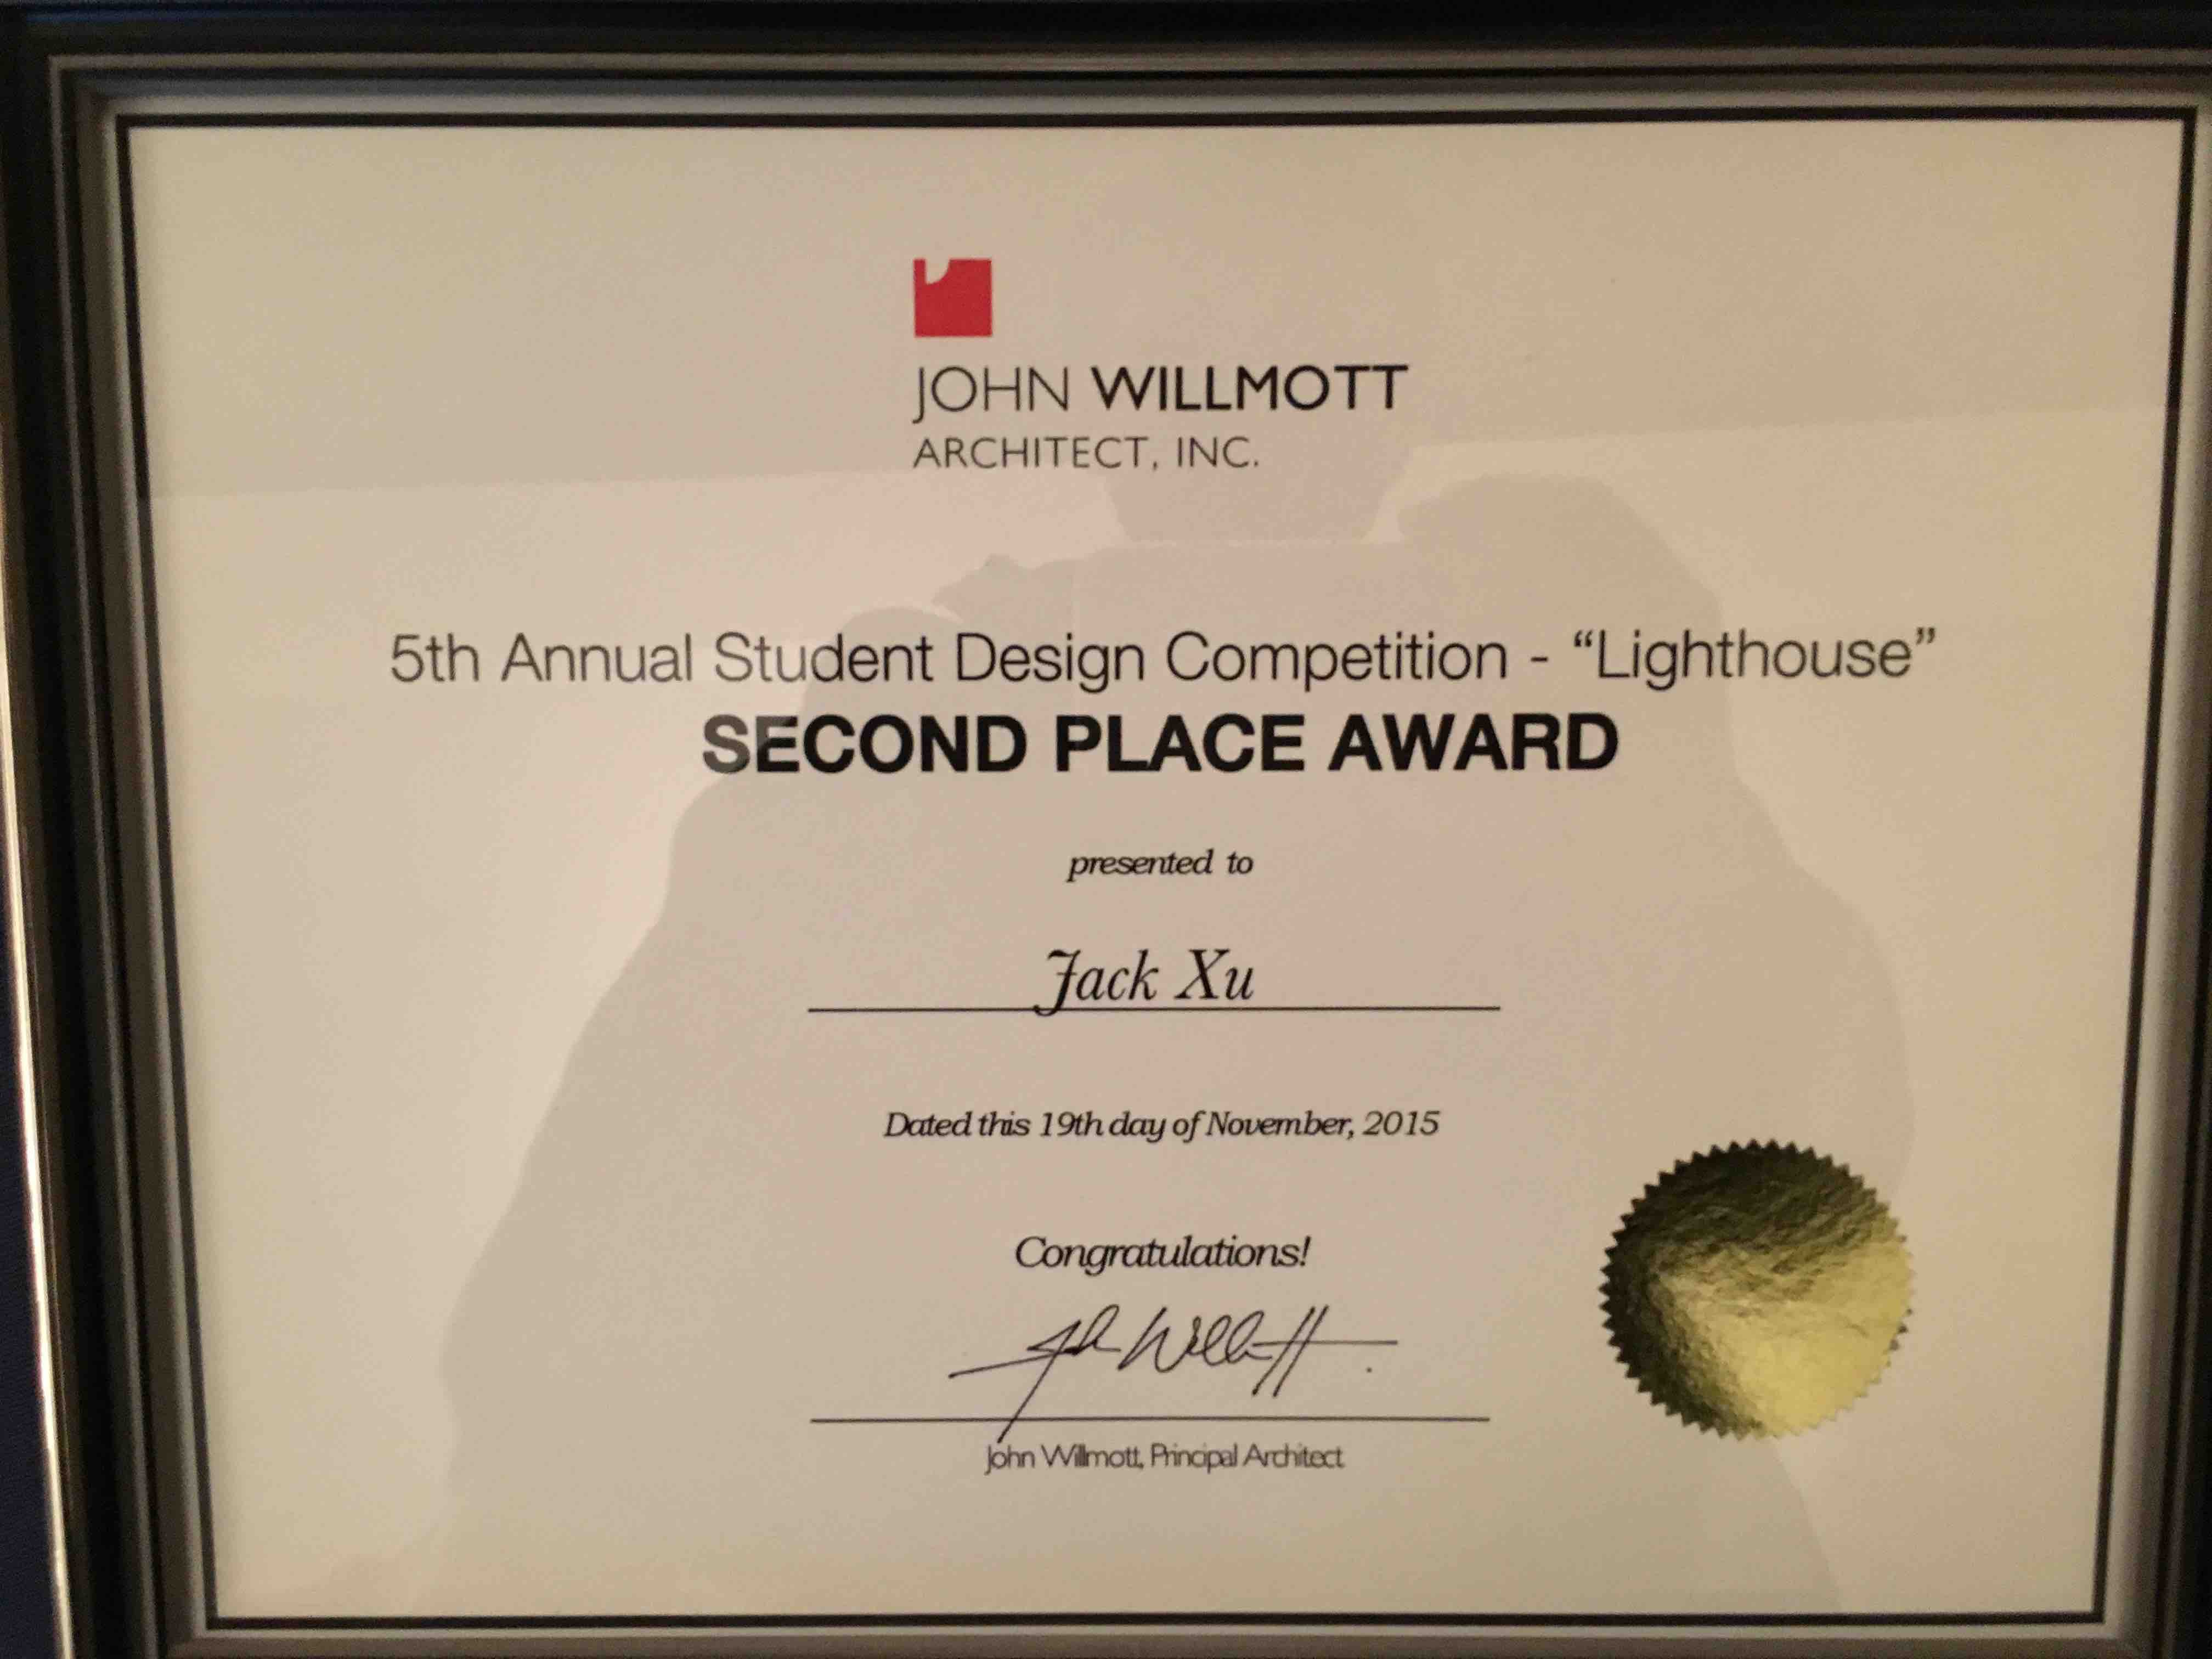 JOHN WILLMOTT
ARCHITECT, INC.
5th Annual Student Design Competition - “Lighthouse”
SECOND PLACE AWARD
presented to
Jack Xu
Dated this 19th day of November, 2015
Congratulations!
John Willmott, Principal Architect